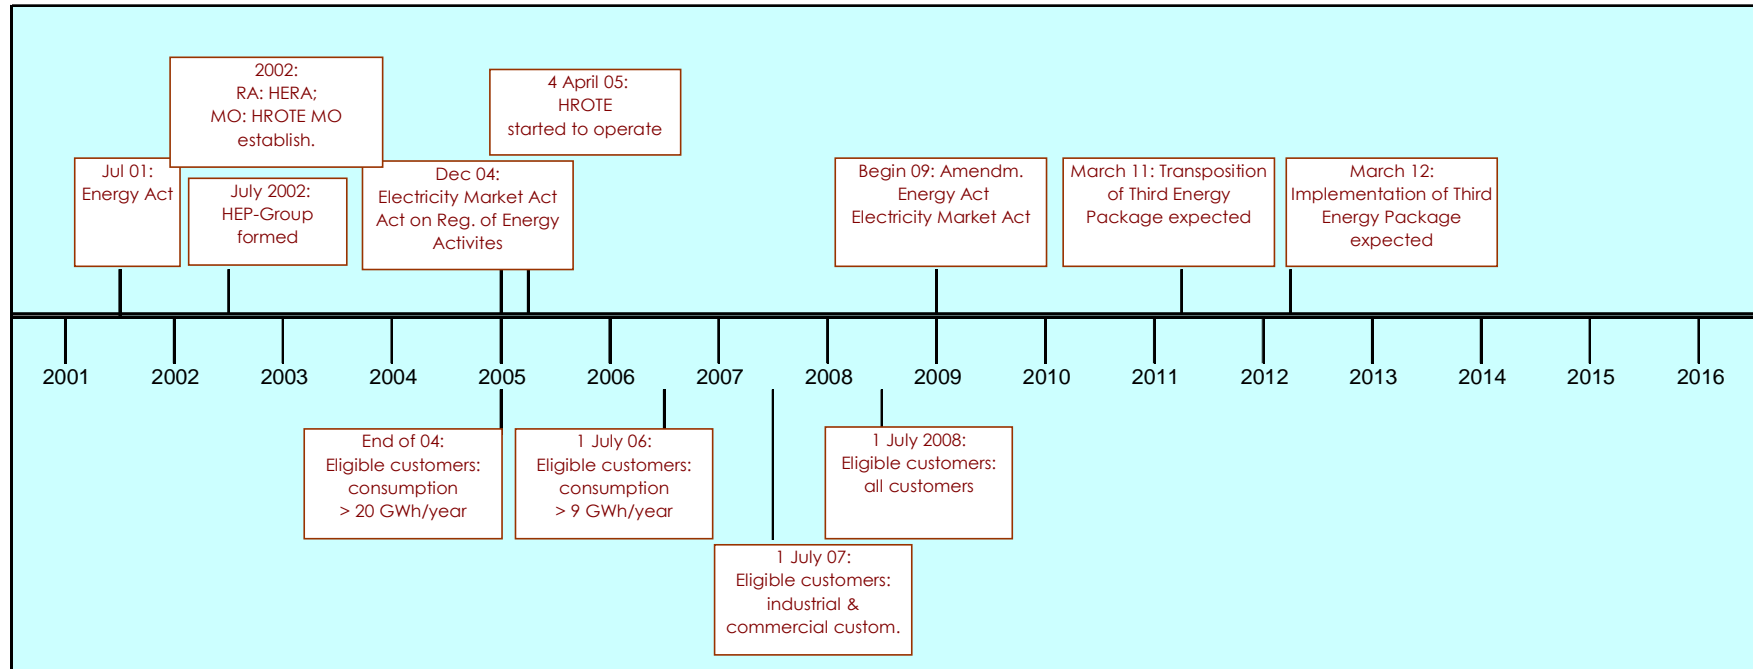 2002:
RA: HERA;
MO: HROTE MO
establish.
4 April 05:
HROTE
started to operate
Jul 01:
Energy Act
July 2002:
HEP-Group
formed
Dec 04:
Electricity Market Act
Act on Reg. of Energy
Activites
Begin 09: Amendm.
Energy Act
Electricity Market Act
March 11: Transposition
of Third Energy
Package expected
March 12:
Implementation of Third
Energy Package
expected
2001 2002 2003 2004 2005 2006 2007 2008 2009 2010 2011 2012 2013 2014 2015 2016
End of 04:
Eligible customers:
consumption
> 20 GWh/year
1 July 06:
Eligible customers:
consumption
> 9 GWh/year
1 July 07:
Eligible customers:
industrial &
commercial custom.
1 July 2008:
Eligible customers:
all customers